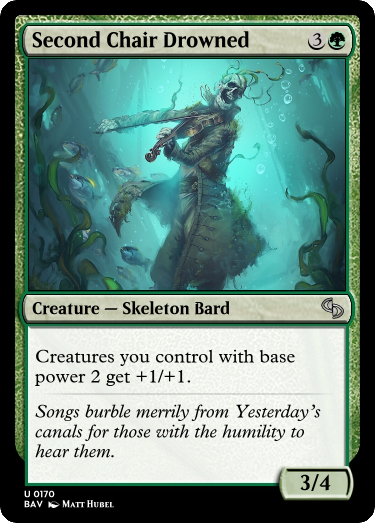 Second Chair Drowned 3
Creature — Skeleton Bard
Creatures you control with base
power 2 get +1/+1.
Songs burble merrily from Yesterday's
canals for those with the humility to
hear them.
3/4
U 0170
BAV Matt Hubel